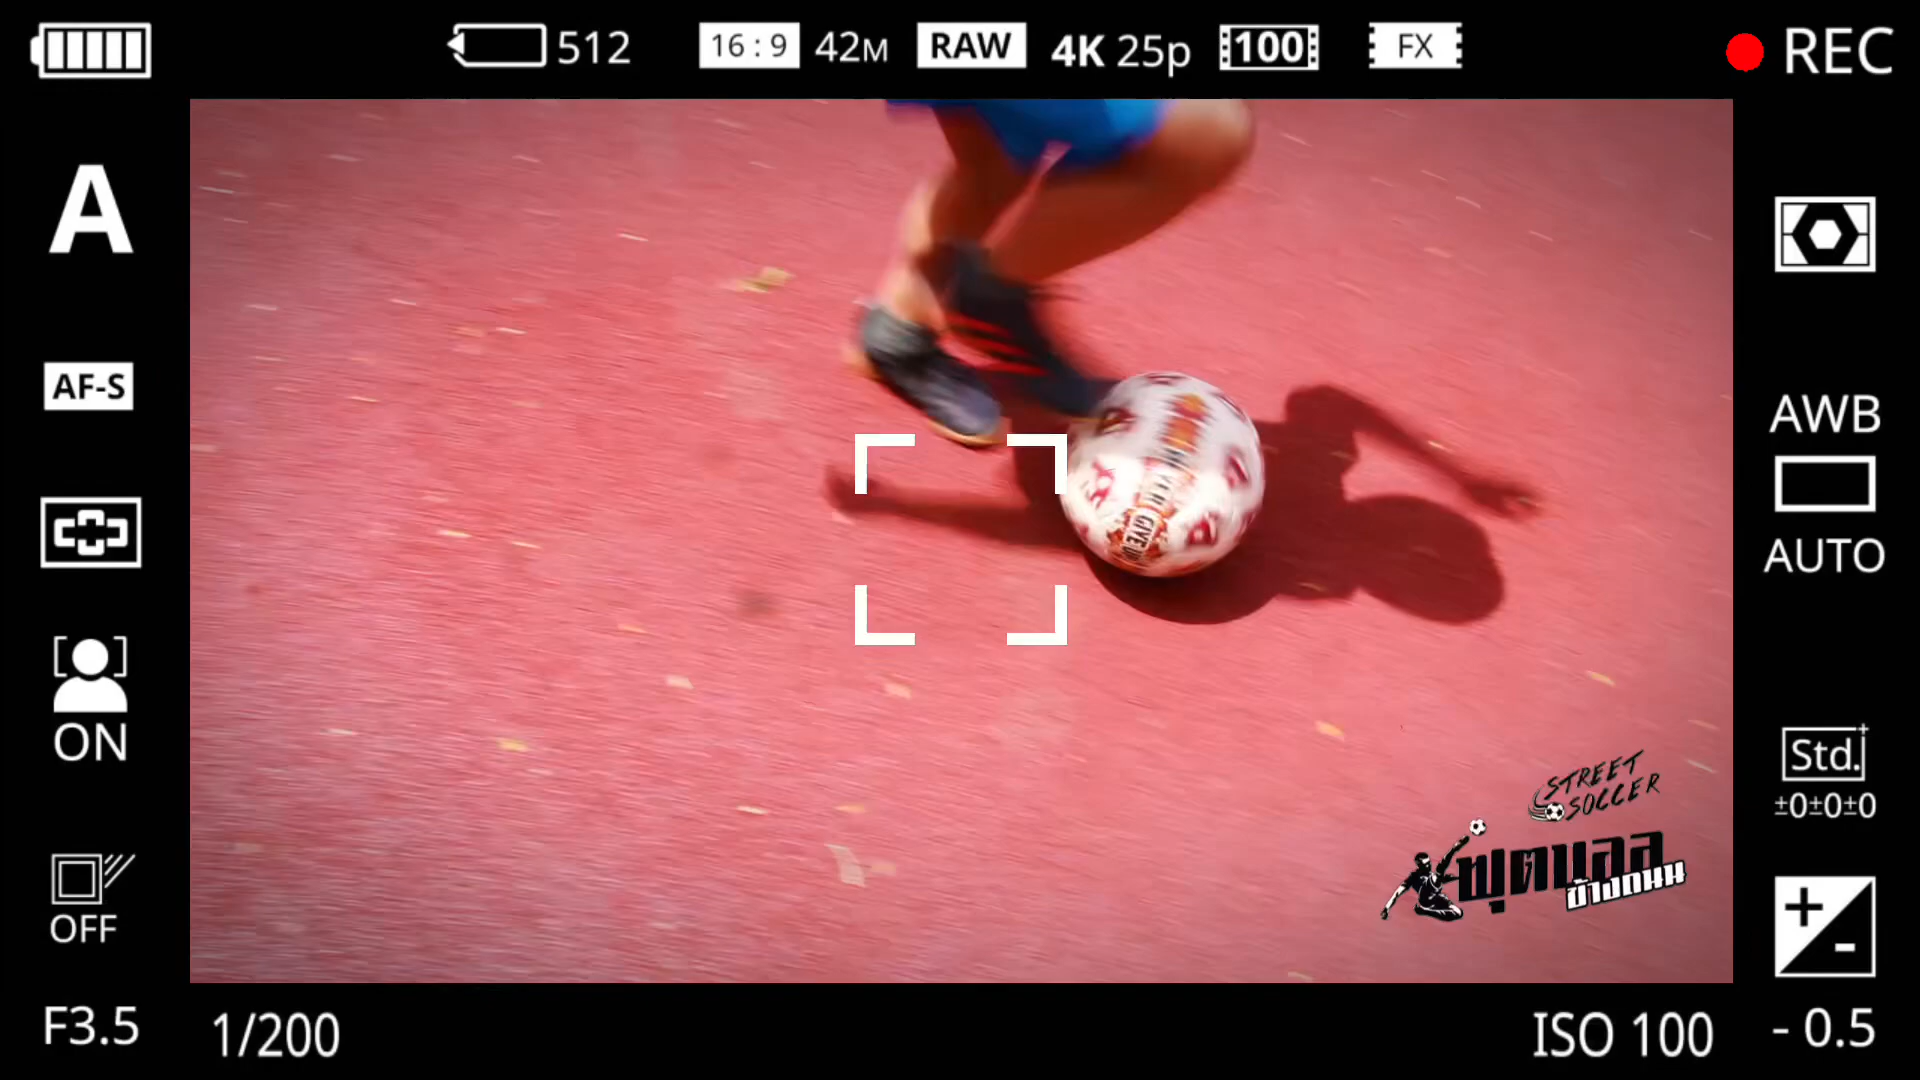 512
16 : 9
42M
RAW
4K 25p
100
FX
REC
A
AF-S
ON
OFF
F3.5
1/200
AWB
AUTO
Std.+
±0±0±0
+ -
ISO 100
- 0.5
GIVE
STREET
SOCCER
ฟุตบอล
ข้างถนน